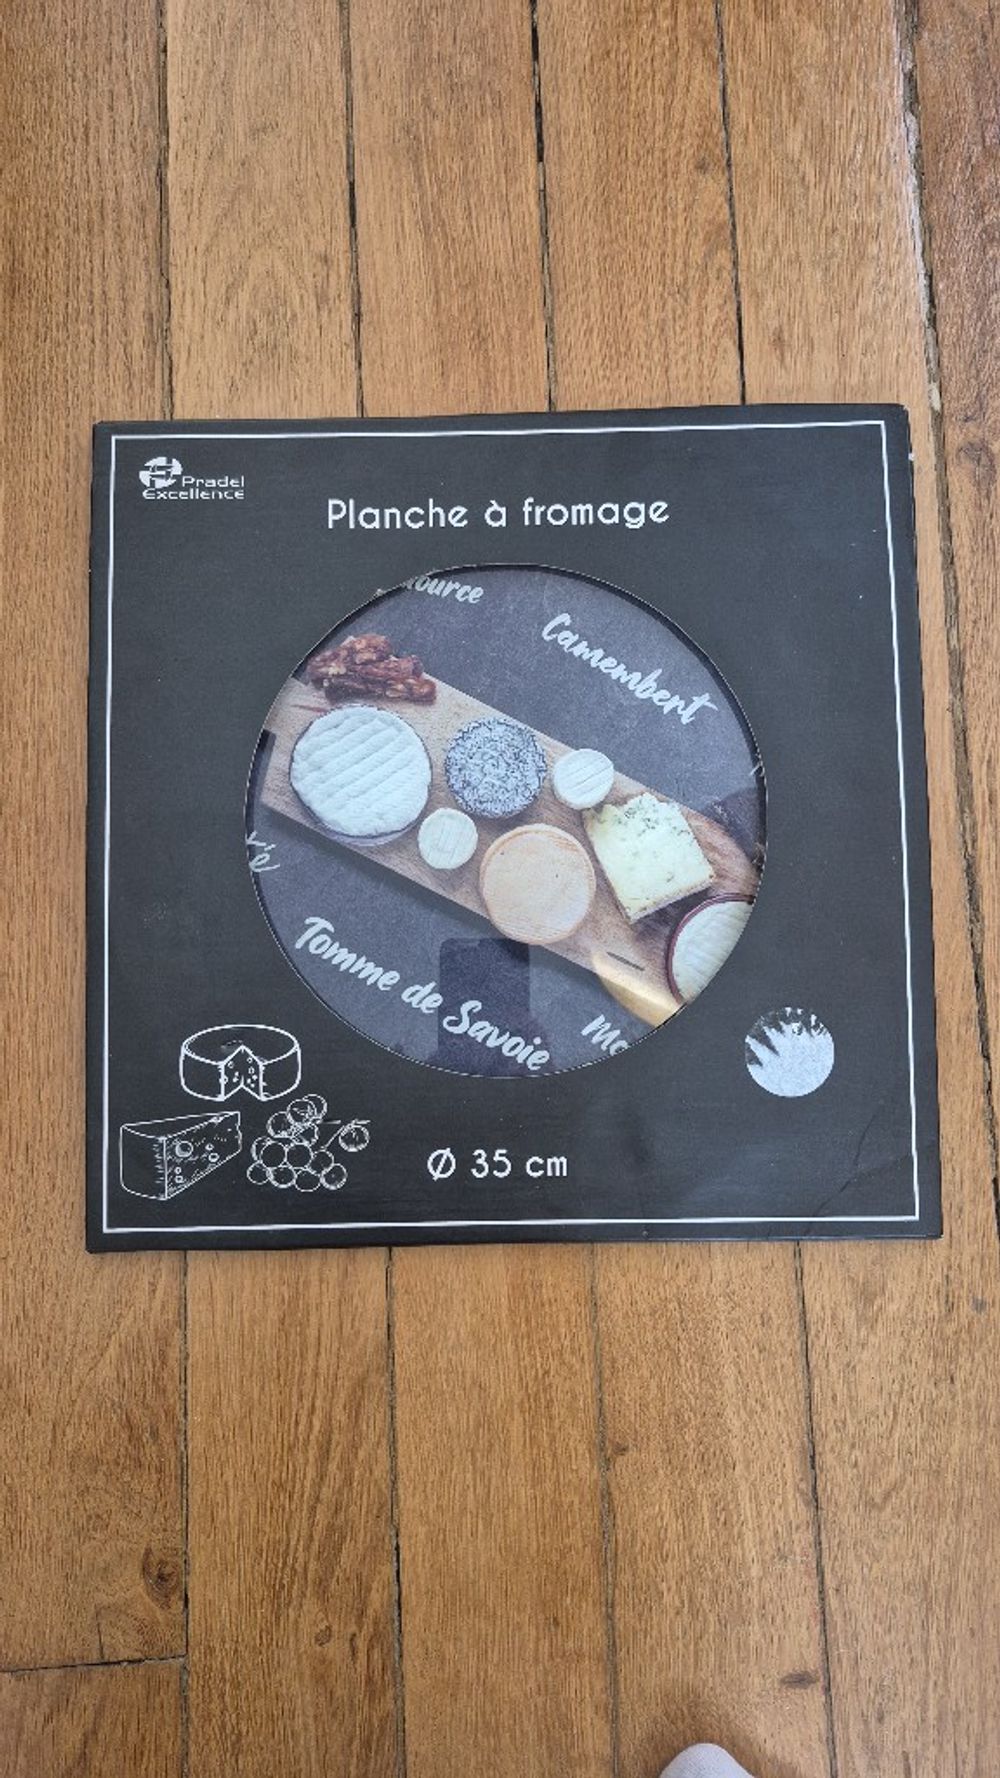 Pradel
Excellence
Planche à fromage
Camembert
Tomme de Savoie
Ø 35 cm